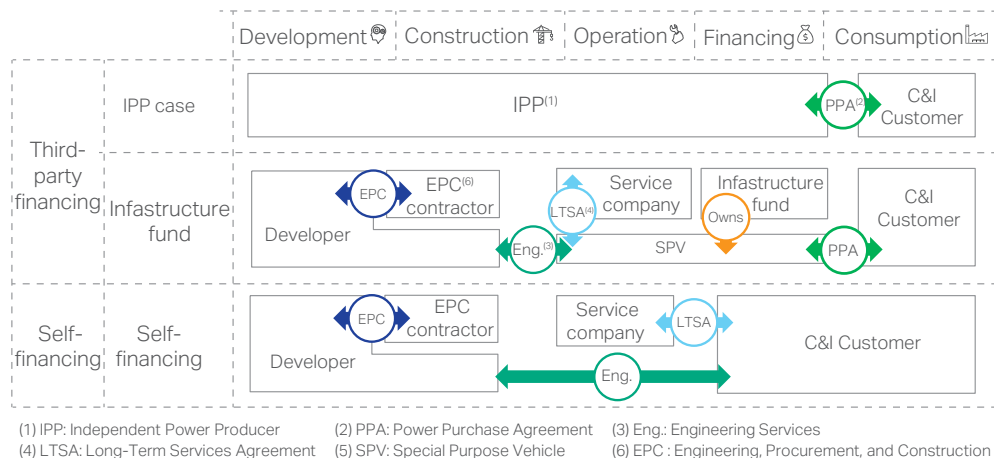 Development
Construction
Operation
Financing
Consumption
Third-
party
financing
IPP case
IPP(1)
PPA(2)
C&I
Customer
Infastructure
fund
Developer
EPC
EPC(6)
contractor
Eng.(3)
LTSA(4)
Service
company
Owns
Infastructure
fund
SPV
PPA
C&I
Customer
Self-
financing
Self-
financing
Developer
EPC
EPC
contractor
Eng.
Service
company
LTSA
C&I Customer
(1) IPP: Independent Power Producer
(2) PPA: Power Purchase Agreement
(3) Eng.: Engineering Services
(4) LTSA: Long-Term Services Agreement
(5) SPV: Special Purpose Vehicle
(6) EPC : Engineering, Procurement, and Construction